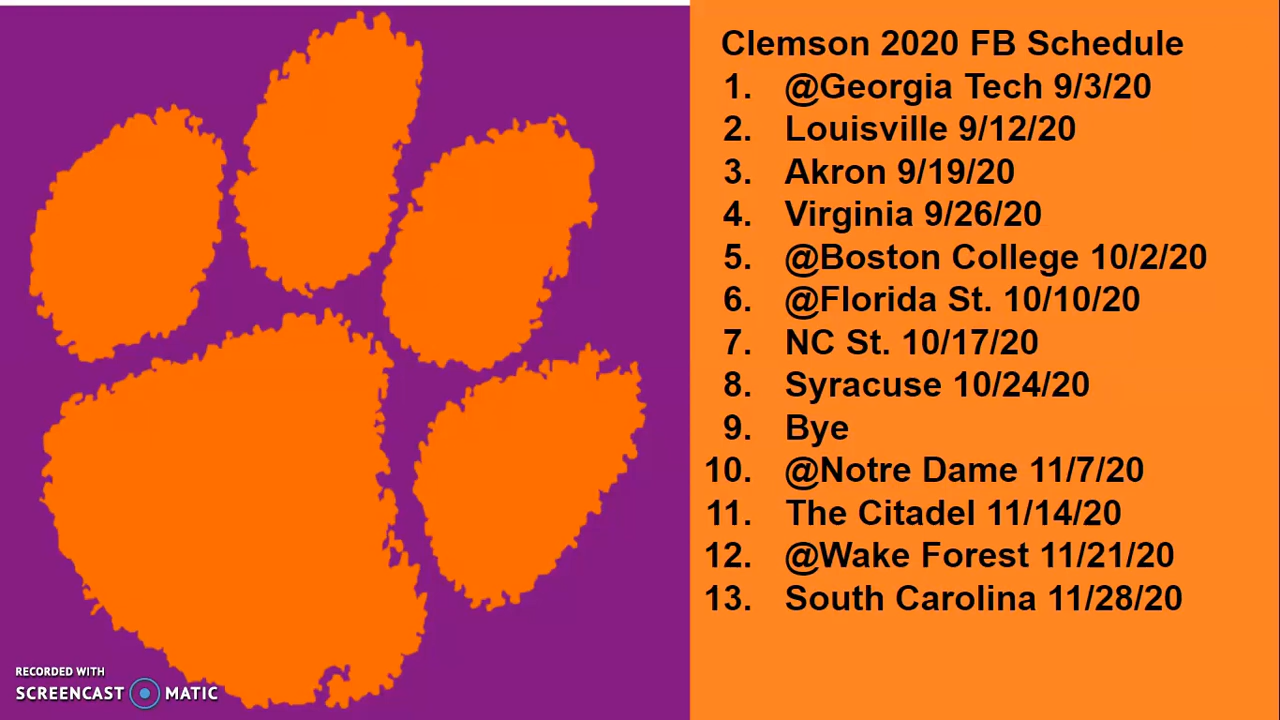 Clemson 2020 FB Schedule
1. @Georgia Tech 9/3/20
2. Louisville 9/12/20
3. Akron 9/19/20
4. Virginia 9/26/20
5. @Boston College 10/2/20
6. @Florida St. 10/10/20
7. NC St. 10/17/20
8. Syracuse 10/24/20
9. Bye
10. @Notre Dame 11/7/20
11. The Citadel 11/14/20
12. @Wake Forest 11/21/20
13. South Carolina 11/28/20
RECORDED WITH
SCREENCAST MATIC